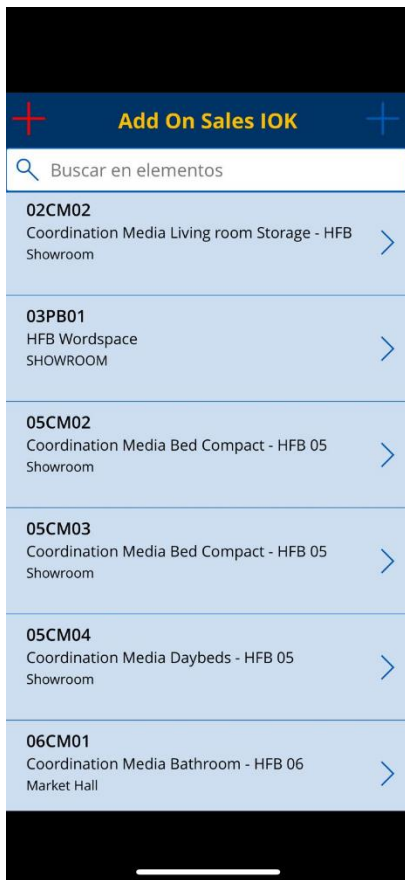 Add On Sales IOK
Buscar en elementos
02CM02
Coordination Media Living room Storage - HFB
Showroom
03PB01
HFB Wordspace
SHOWROOM
05CM02
Coordination Media Bed Compact - HFB 05
Showroom
05CM03
Coordination Media Bed Compact - HFB 05
Showroom
05CM04
Coordination Media Daybeds - HFB 05
Showroom
06CM01
Coordination Media Bathroom - HFB 06
Market Hall